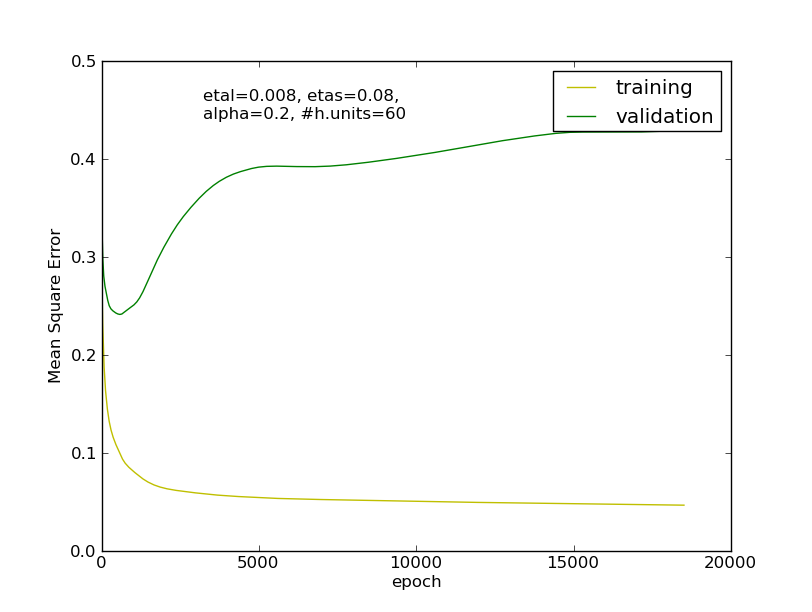 0.5
etal=0.008, etas=0.08,
alpha=0.2, #h.units=60
training
validation
0.4
0.3
Mean Square Error
0.2
0.1
0.0
0 5000 10000 15000 20000
epoch